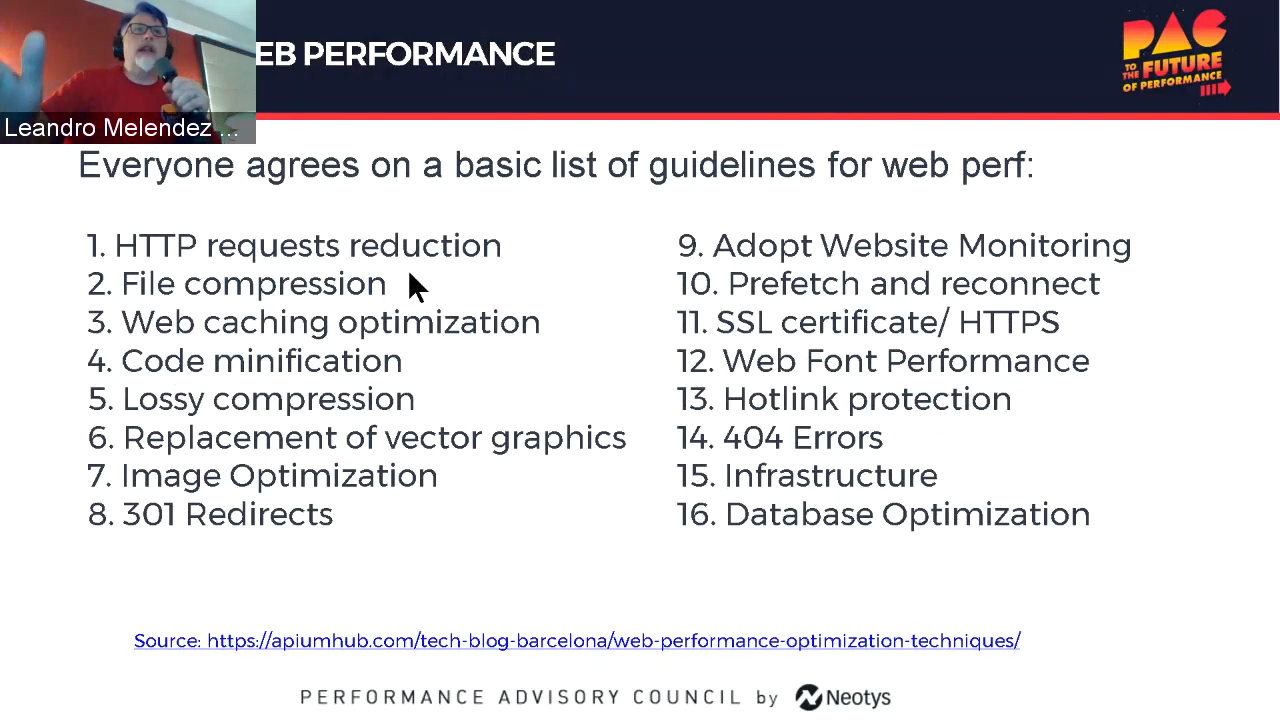 EB PERFORMANCE
PAC
TO THE FUTURE
OF PERFORMANCE
Leandro Melendez ...
Everyone agrees on a basic list of guidelines for web perf:
1. HTTP requests reduction
2. File compression
3. Web caching optimization
4. Code minification
5. Lossy compression
6. Replacement of vector graphics
7. Image Optimization
8. 301 Redirects
9. Adopt Website Monitoring
10. Prefetch and reconnect
11. SSL certificate/ HTTPS
12. Web Font Performance
13. Hotlink protection
14. 404 Errors
15. Infrastructure
16. Database Optimization
Source: https://apiumhub.com/tech-blog-barcelona/web-performance-optimization-techniques/
PERFORMANCE ADVISORY COUNCIL by Neotys